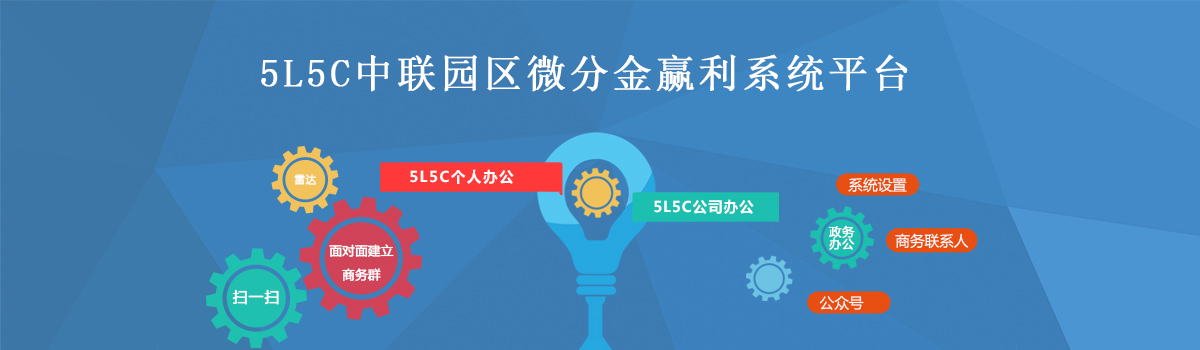 5L5C中联园区微分金赢利系统平台
雷达
5L5C个人办公
面对面建立
商务群
扫一扫
5L5C公司办公
系统设置
政务
办公
商务联系人
公众号